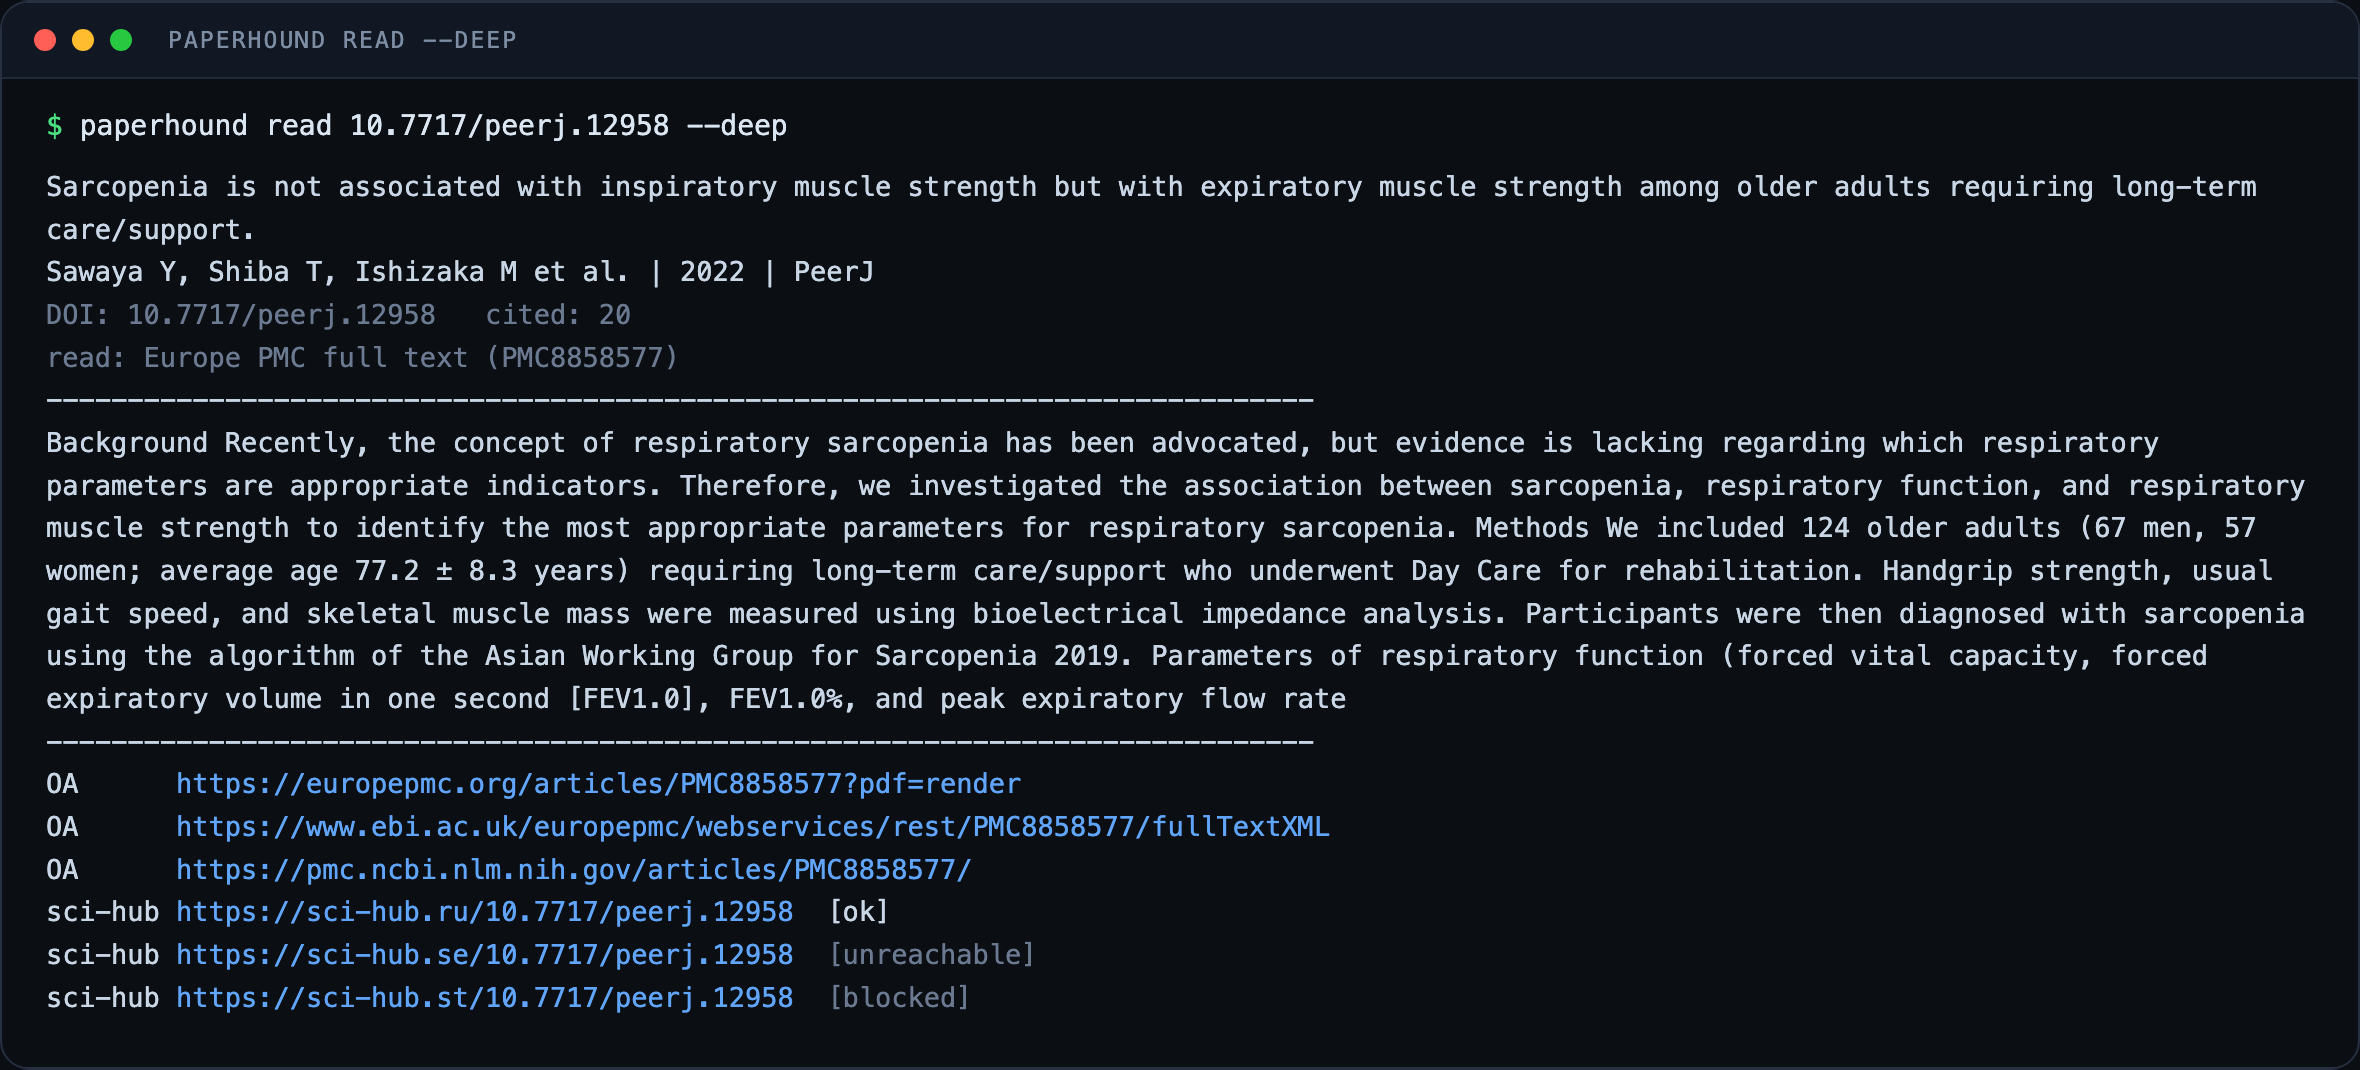 PAPERHOUND READ --DEEP
$ paperhound read 10.7717/peerj.12958 --deep
Sarcopenia is not associated with inspiratory muscle strength but with expiratory muscle strength among older adults requiring long-term
care/support.
Sawaya Y, Shiba T, Ishizaka M et al. | 2022 | PeerJ
DOI: 10.7717/peerj.12958   cited: 20
read: Europe PMC full text (PMC8858577)
------------------------------------------------------------------------------
Background Recently, the concept of respiratory sarcopenia has been advocated, but evidence is lacking regarding which respiratory
parameters are appropriate indicators. Therefore, we investigated the association between sarcopenia, respiratory function, and respiratory
muscle strength to identify the most appropriate parameters for respiratory sarcopenia. Methods We included 124 older adults (67 men, 57
women; average age 77.2 ± 8.3 years) requiring long-term care/support who underwent Day Care for rehabilitation. Handgrip strength, usual
gait speed, and skeletal muscle mass were measured using bioelectrical impedance analysis. Participants were then diagnosed with sarcopenia
using the algorithm of the Asian Working Group for Sarcopenia 2019. Parameters of respiratory function (forced vital capacity, forced
expiratory volume in one second [FEV1.0], FEV1.0%, and peak expiratory flow rate
------------------------------------------------------------------------------
OA      https://europepmc.org/articles/PMC8858577?pdf=render
OA      https://www.ebi.ac.uk/europepmc/webservices/rest/PMC8858577/fullTextXML
OA      https://pmc.ncbi.nlm.nih.gov/articles/PMC8858577/
sci-hub https://sci-hub.ru/10.7717/peerj.12958  [ok]
sci-hub https://sci-hub.se/10.7717/peerj.12958  [unreachable]
sci-hub https://sci-hub.st/10.7717/peerj.12958  [blocked]